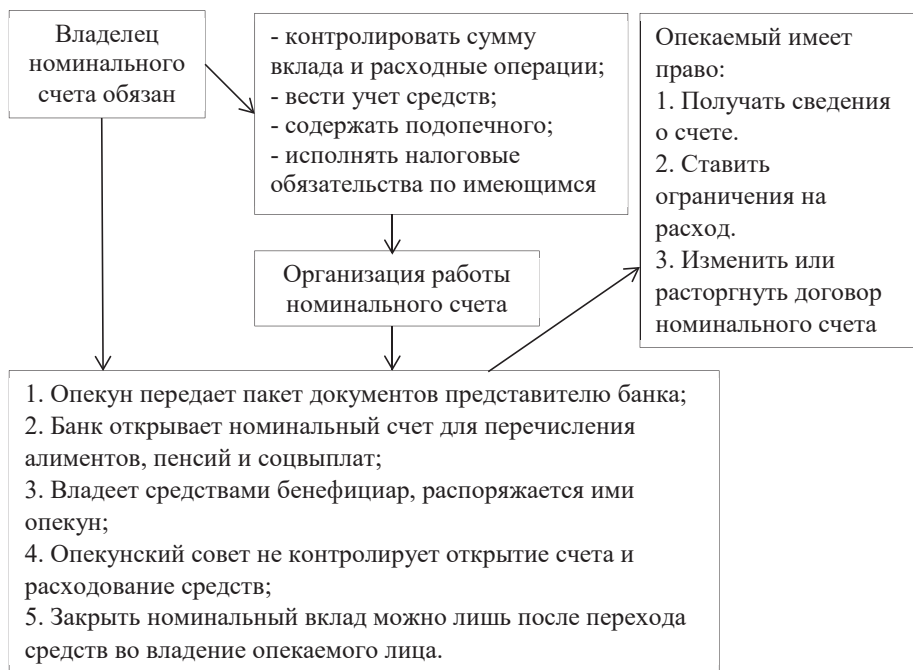 Владелец
номинального
счета обязан
- контролировать сумму
вклада и расходные операции;
- вести учет средств;
- содержать подопечного;
- исполнять налоговые
обязательства по имеющимся
Опекаемый имеет
право:
1. Получать сведения
о счете.
2. Ставить
ограничения на
расход.
3. Изменить или
расторгнуть договор
номинального счета
Организация работы
номинального счета
1. Опекун передает пакет документов представителю банка;
2. Банк открывает номинальный счет для перечисления
алиментов, пенсий и соцвыплат;
3. Владеет средствами бенефициар, распоряжается ими
опекун;
4. Опекунский совет не контролирует открытие счета и
расходование средств;
5. Закрыть номинальный вклад можно лишь после перехода
средств во владение опекаемого лица.